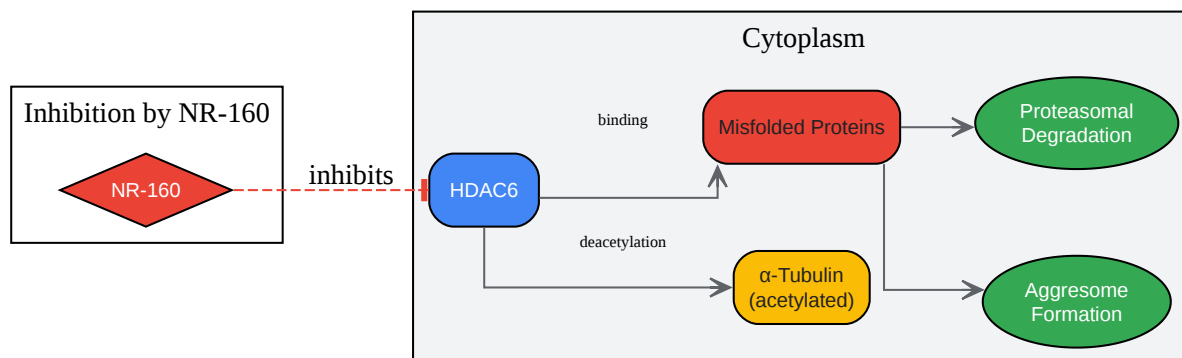 Cytoplasm
Inhibition by NR-160
NR-160
inhibits
HDAC6
binding
Misfolded Proteins
Proteasomal
Degradation
deacetylation
α-Tubulin
(acetylated)
Aggresome
Formation